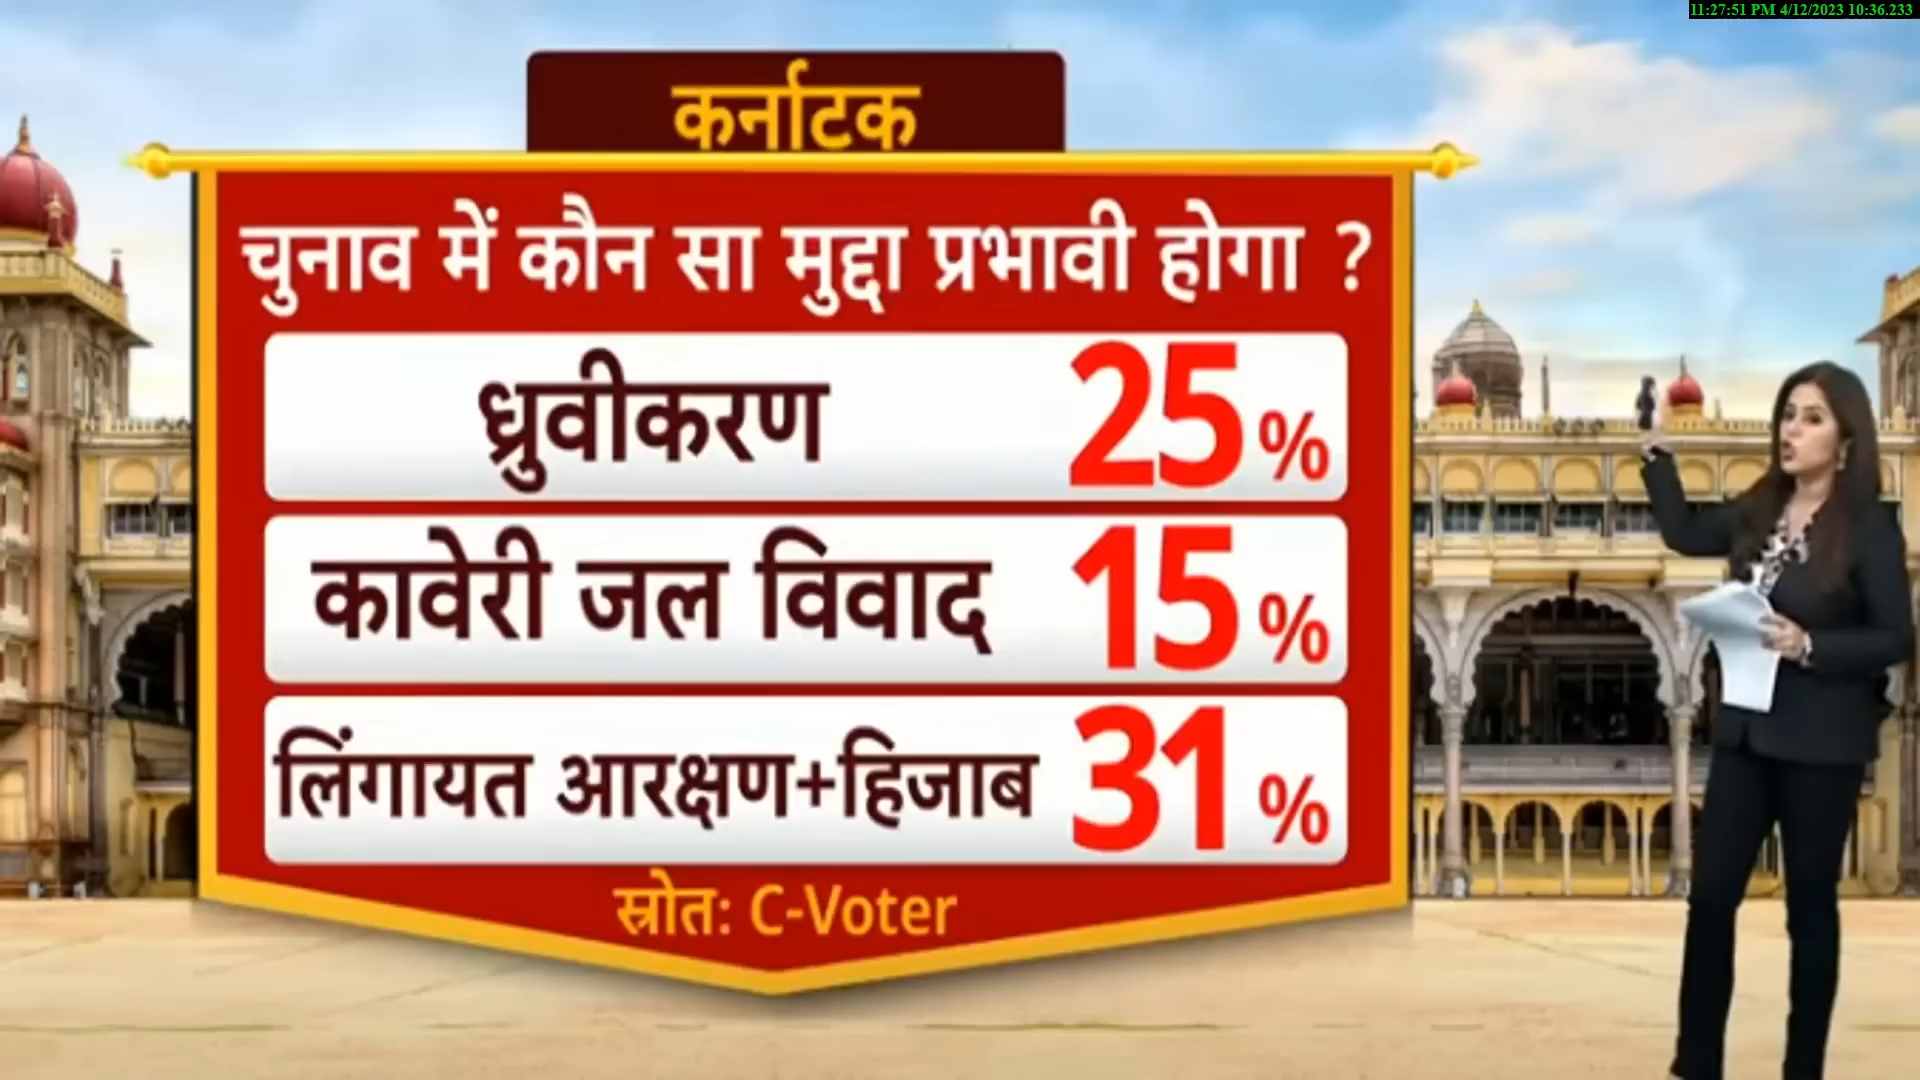 11:27:51 PM 4/12/2023 10:36.233
कर्नाटक
चुनाव में कौन सा मुद्दा प्रभावी होगा ?
ध्रुवीकरण 25 %
कावेरी जल विवाद 15 %
लिंगायत आरक्षण+हिजाब 31 %
स्रोत: C-Voter